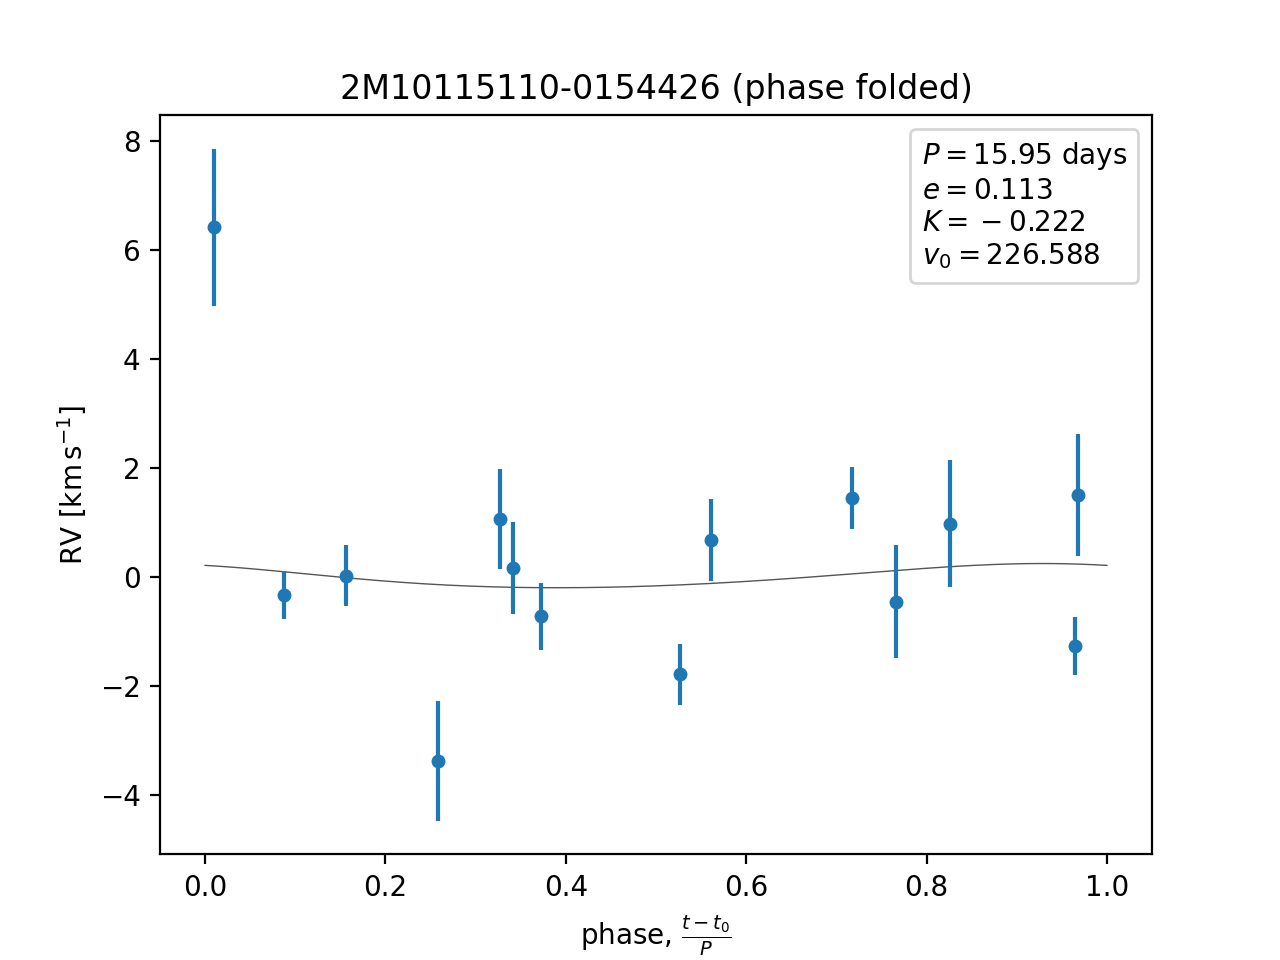 2M10115110-0154426 (phase folded)
P = 15.95 days
e = 0.113
K = −0.222
v₀ = 226.588
8
6
4
2
0
−2
−4
RV [km s⁻¹]
0.0 0.2 0.4 0.6 0.8 1.0
phase, (t − t₀)/P